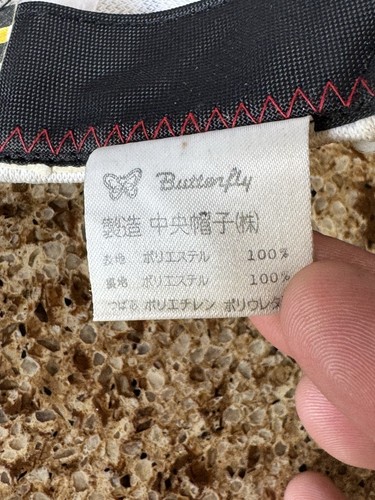 Butterfly
製造 中央帽子(株)
表地 ポリエステル 100%
裏地 ポリエステル 100%
つば芯 ポリエチレン ポリウレタ